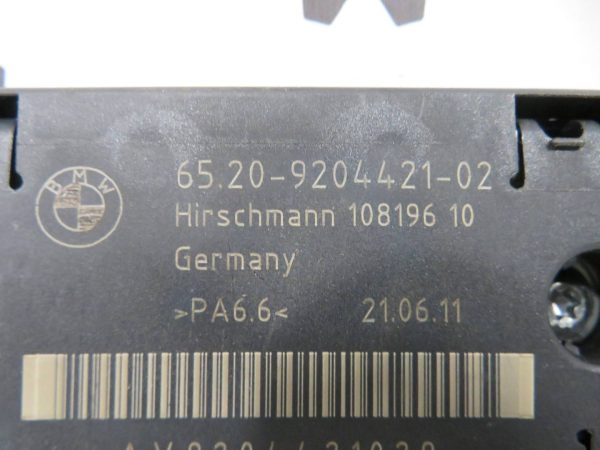 BMW
65.20-9204421-02
Hirschmann 108196 10
Germany
>PA6.6< 21.06.11